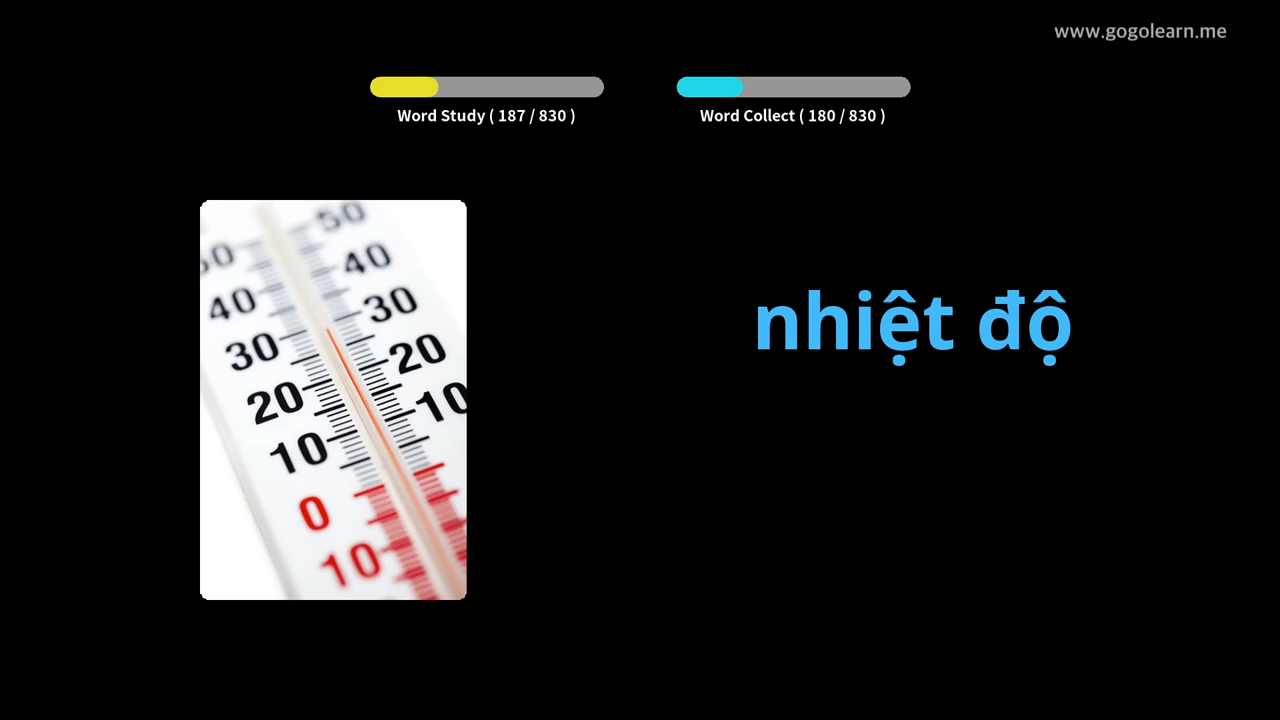 www.gogolearn.me
Word Study ( 187 / 830 )
Word Collect ( 180 / 830 )
nhiệt độ
50
40
40
30
30
20
20
10
10
0
10